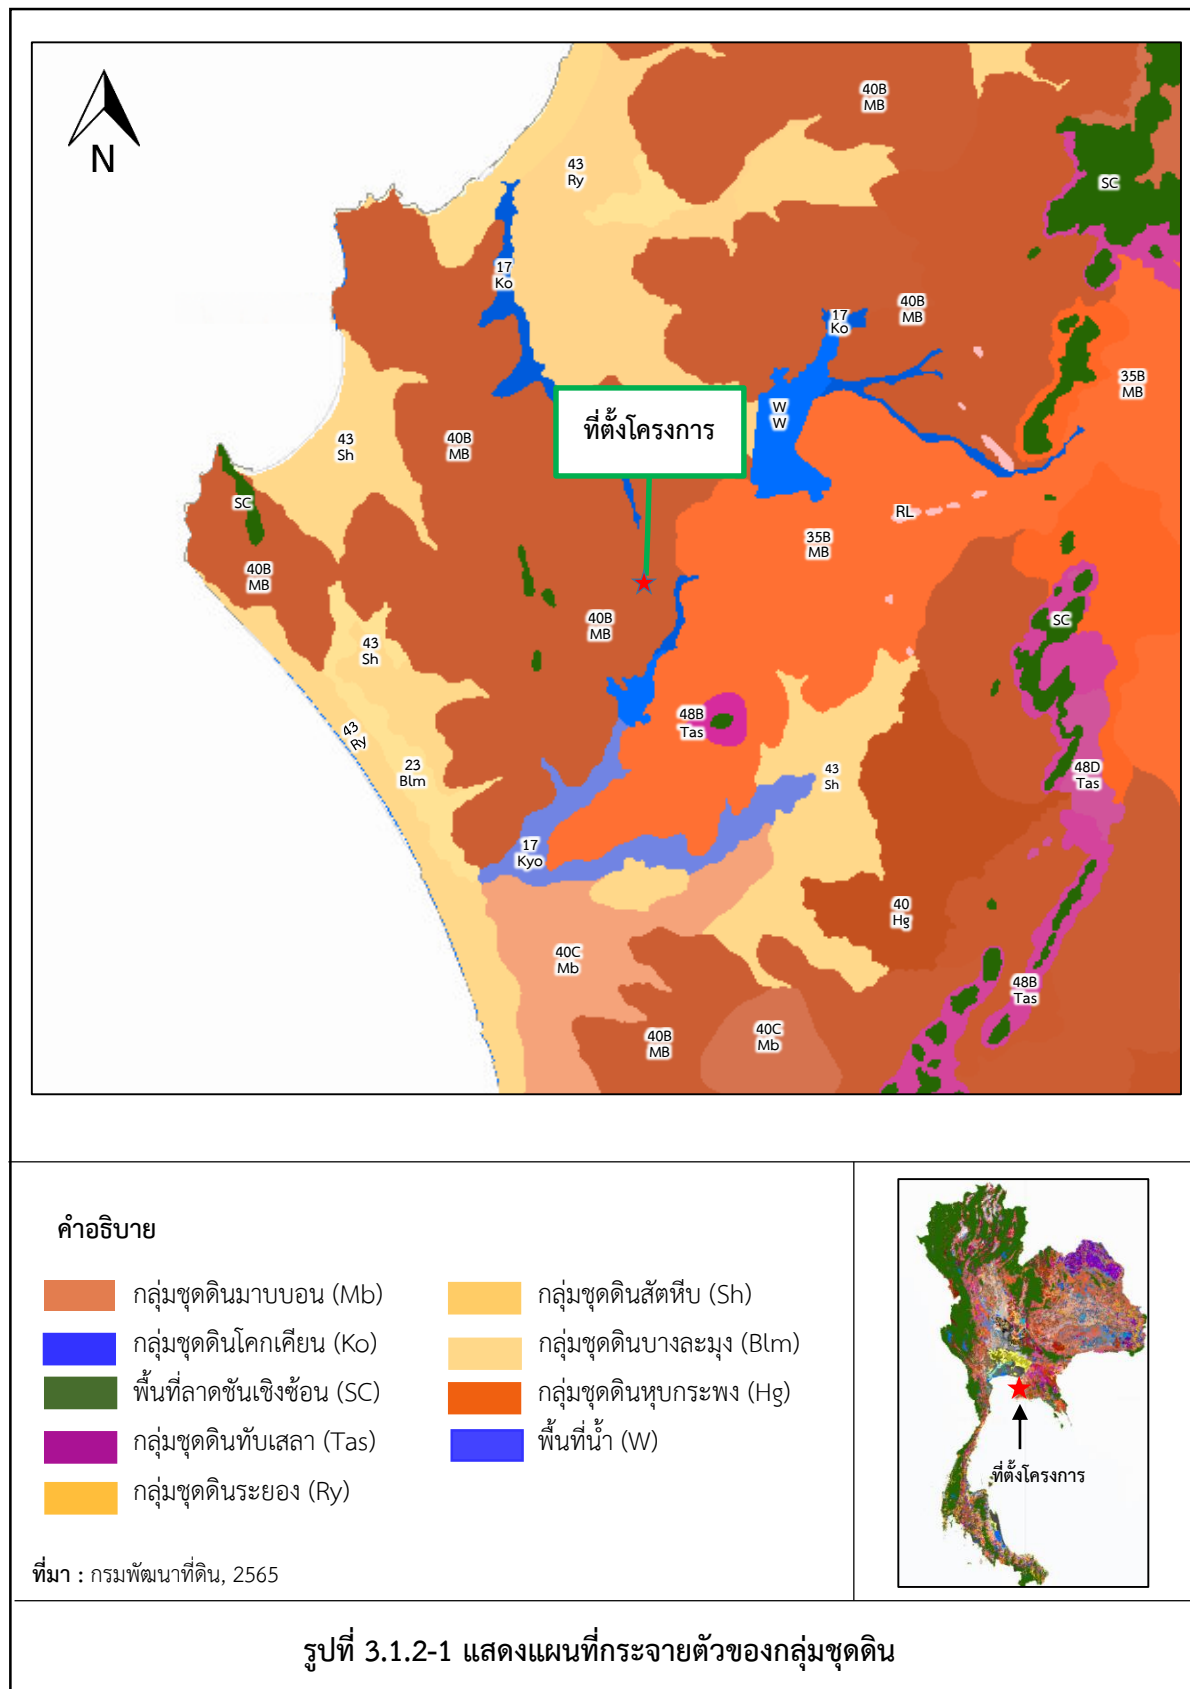 N
40B
MB
43
Ry
SC
17
Ko
40B
MB
17
Ko
35B
MB
W
W
ที่ตั้งโครงการ
43
Sh
40B
MB
SC
RL
35B
MB
40B
MB
40B
MB
SC
43
Sh
48B
Tas
43
Ry
23
Blm
43
Sh
48D
Tas
17
Kyo
40
Hg
40C
Mb
48B
Tas
40B
MB
40C
Mb
คำอธิบาย
กลุ่มชุดดินมาบบอน (Mb)
กลุ่มชุดดินโคกเคียน (Ko)
พื้นที่ลาดชันเชิงซ้อน (SC)
กลุ่มชุดดินทับเสลา (Tas)
กลุ่มชุดดินระยอง (Ry)
กลุ่มชุดดินสัตหีบ (Sh)
กลุ่มชุดดินบางละมุง (Blm)
กลุ่มชุดดินหุบกระพง (Hg)
พื้นที่น้ำ (W)
ที่ตั้งโครงการ
ที่มา : กรมพัฒนาที่ดิน, 2565
รูปที่ 3.1.2-1 แสดงแผนที่กระจายตัวของกลุ่มชุดดิน